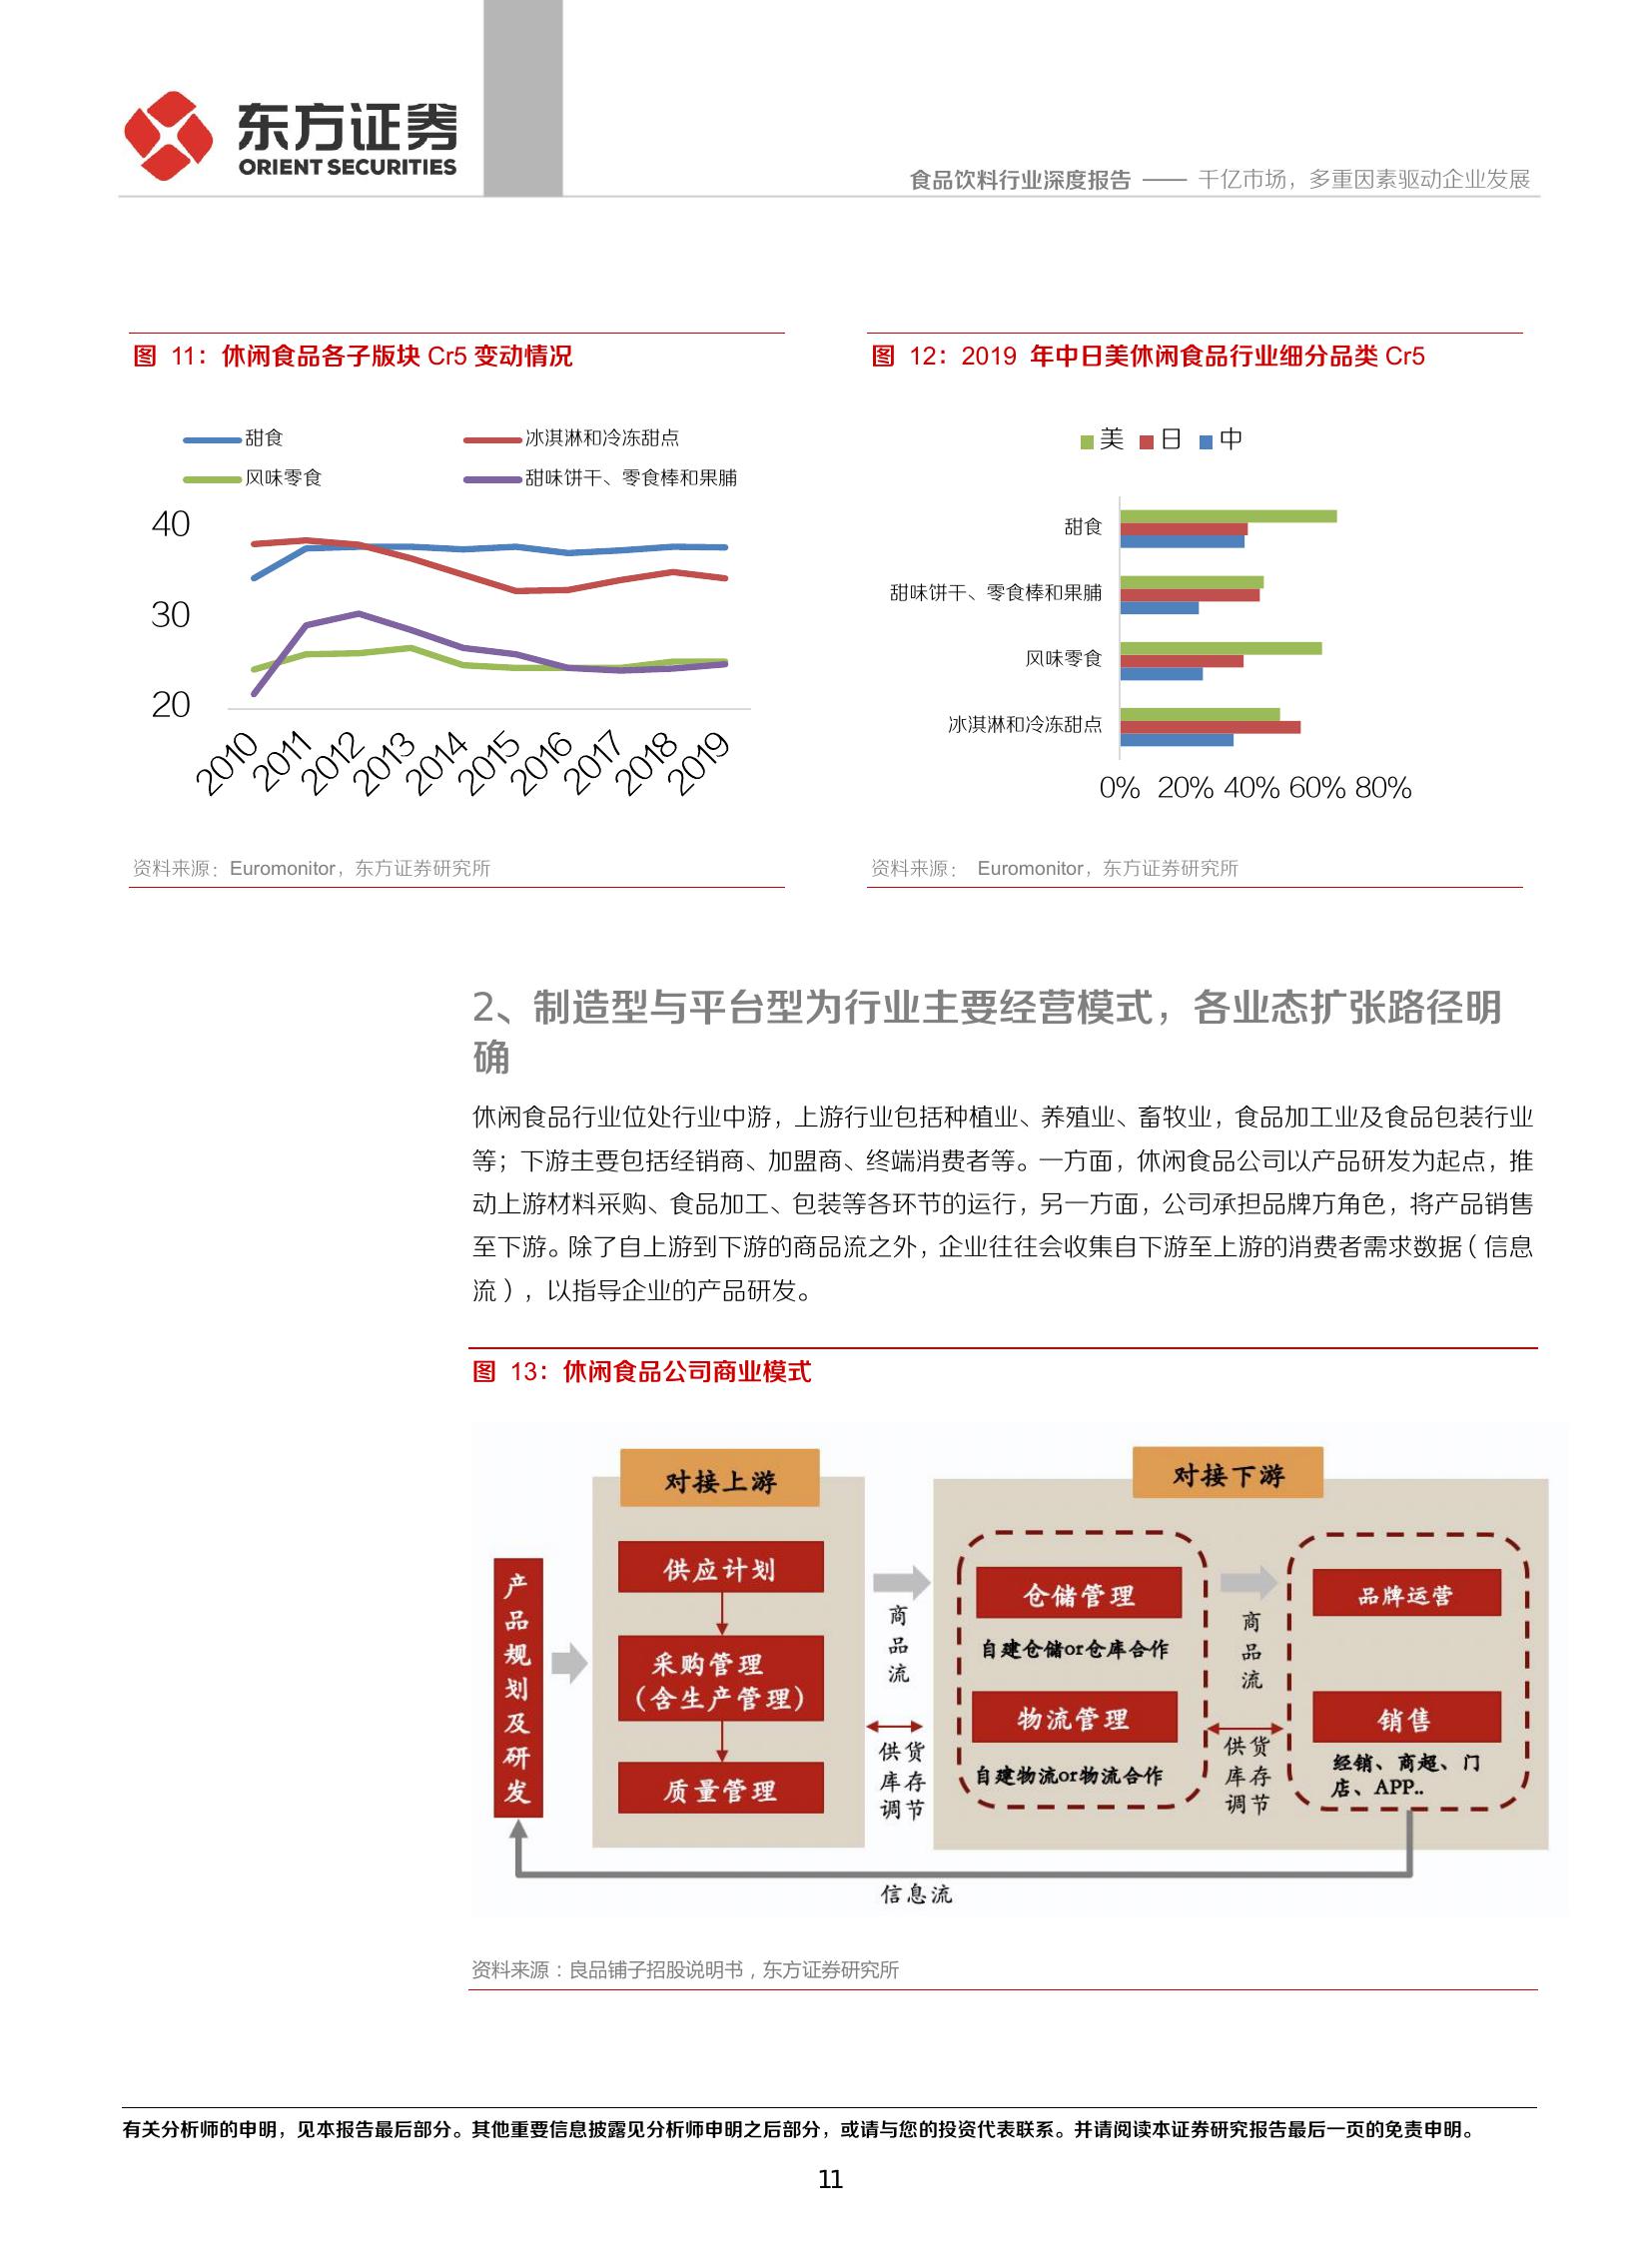 东方证券
ORIENT SECURITIES
食品饮料行业深度报告 —— 千亿市场，多重因素驱动企业发展
图 11：休闲食品各子版块 Cr5 变动情况
甜食
冰淇淋和冷冻甜点
风味零食
甜味饼干、零食棒和果脯
40
30
20
2010 2011 2012 2013 2014 2015 2016 2017 2018 2019
资料来源：Euromonitor，东方证券研究所
图 12：2019 年中日美休闲食品行业细分品类 Cr5
美 日 中
甜食
甜味饼干、零食棒和果脯
风味零食
冰淇淋和冷冻甜点
0% 20% 40% 60% 80%
资料来源： Euromonitor，东方证券研究所
2、制造型与平台型为行业主要经营模式，各业态扩张路径明
确
休闲食品行业位处行业中游，上游行业包括种植业、养殖业、畜牧业，食品加工业及食品包装行业
等；下游主要包括经销商、加盟商、终端消费者等。一方面，休闲食品公司以产品研发为起点，推
动上游材料采购、食品加工、包装等各环节的运行，另一方面，公司承担品牌方角色，将产品销售
至下游。除了自上游到下游的商品流之外，企业往往会收集自下游至上游的消费者需求数据（信息
流），以指导企业的产品研发。
图 13：休闲食品公司商业模式
产品规划及研发
对接上游
供应计划
采购管理
（含生产管理）
质量管理
商品流
供货
库存
调节
对接下游
仓储管理
自建仓储or仓库合作
物流管理
自建物流or物流合作
商品流
供货
库存
调节
品牌运营
销售
经销、商超、门
店、APP..
信息流
资料来源：良品铺子招股说明书，东方证券研究所
有关分析师的申明，见本报告最后部分。其他重要信息披露见分析师申明之后部分，或请与您的投资代表联系。并请阅读本证券研究报告最后一页的免责申明。
11